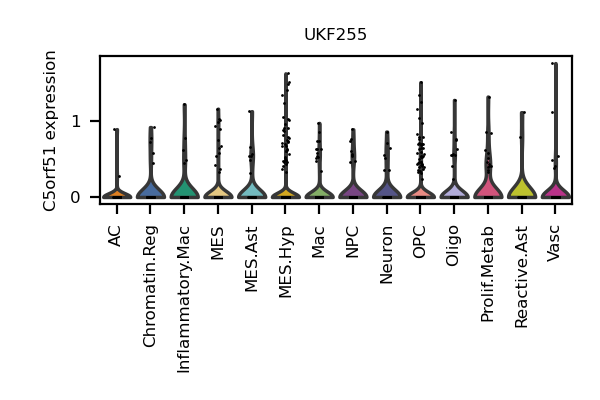 UKF255
C5orf51 expression
1
0
AC
Chromatin.Reg
Inflammatory.Mac
MES
MES.Ast
MES.Hyp
Mac
NPC
Neuron
OPC
Oligo
Prolif.Metab
Reactive.Ast
Vasc